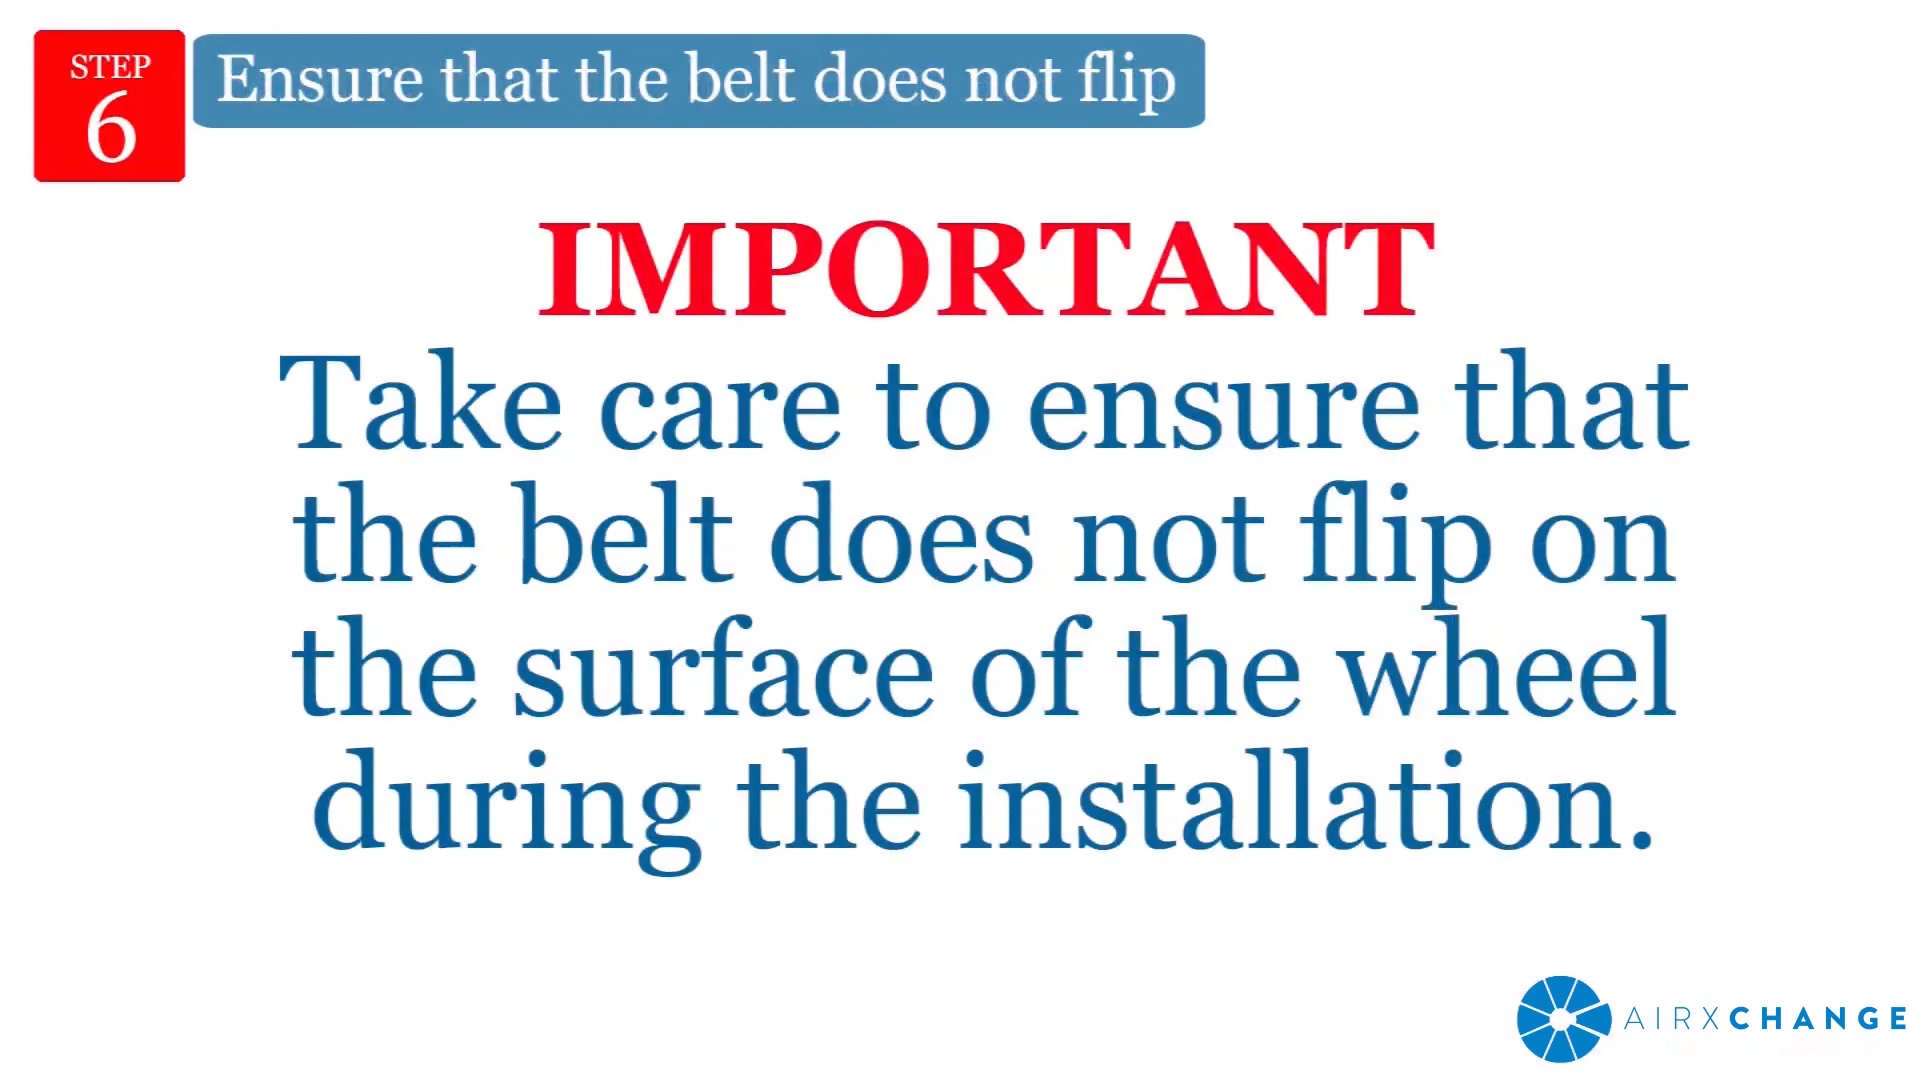 STEP
6
Ensure that the belt does not flip
IMPORTANT
Take care to ensure that
the belt does not flip on
the surface of the wheel
during the installation.
AIRXCHANGE